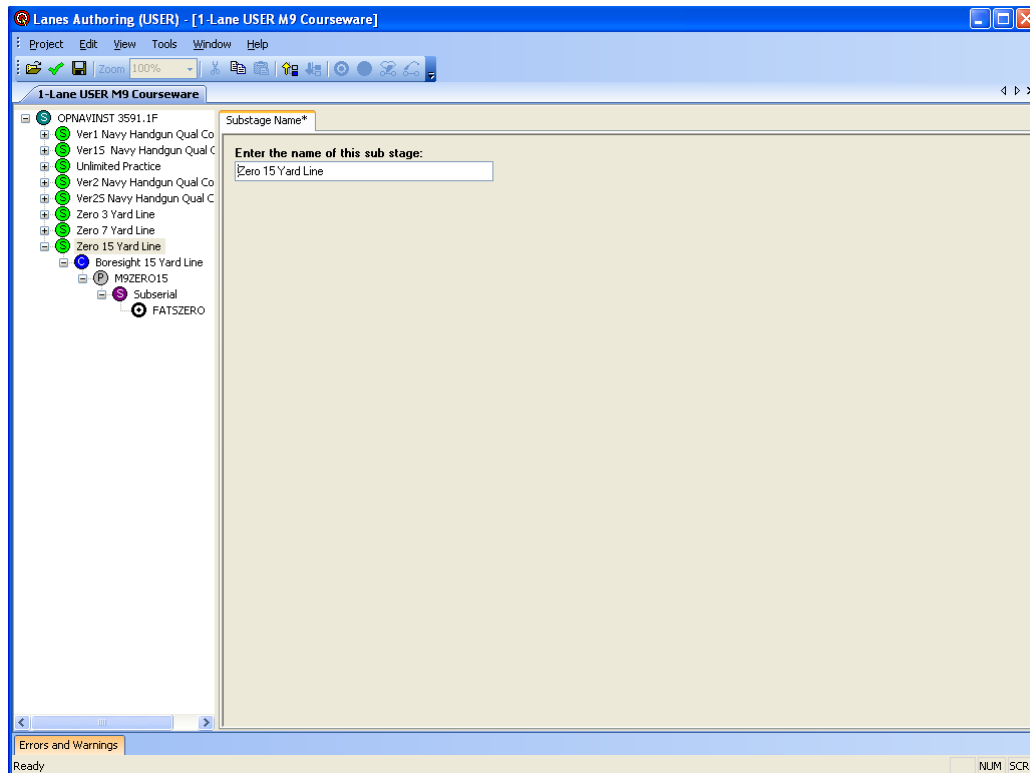 Lanes Authoring (USER) - [1-Lane USER M9 Courseware]
Project Edit View Tools Window Help
Zoom 100%
1-Lane USER M9 Courseware
S OPNAVINST 3591.1F
S Ver1 Navy Handgun Qual Co
S Ver1S Navy Handgun Qual C
S Unlimited Practice
S Ver2 Navy Handgun Qual Co
S Ver2S Navy Handgun Qual C
S Zero 3 Yard Line
S Zero 7 Yard Line
S Zero 15 Yard Line
C Boresight 15 Yard Line
P M9ZERO15
S Subserial
FATSZERO
Substage Name*
Enter the name of this sub stage:
Zero 15 Yard Line
Errors and Warnings
Ready
NUM SCR